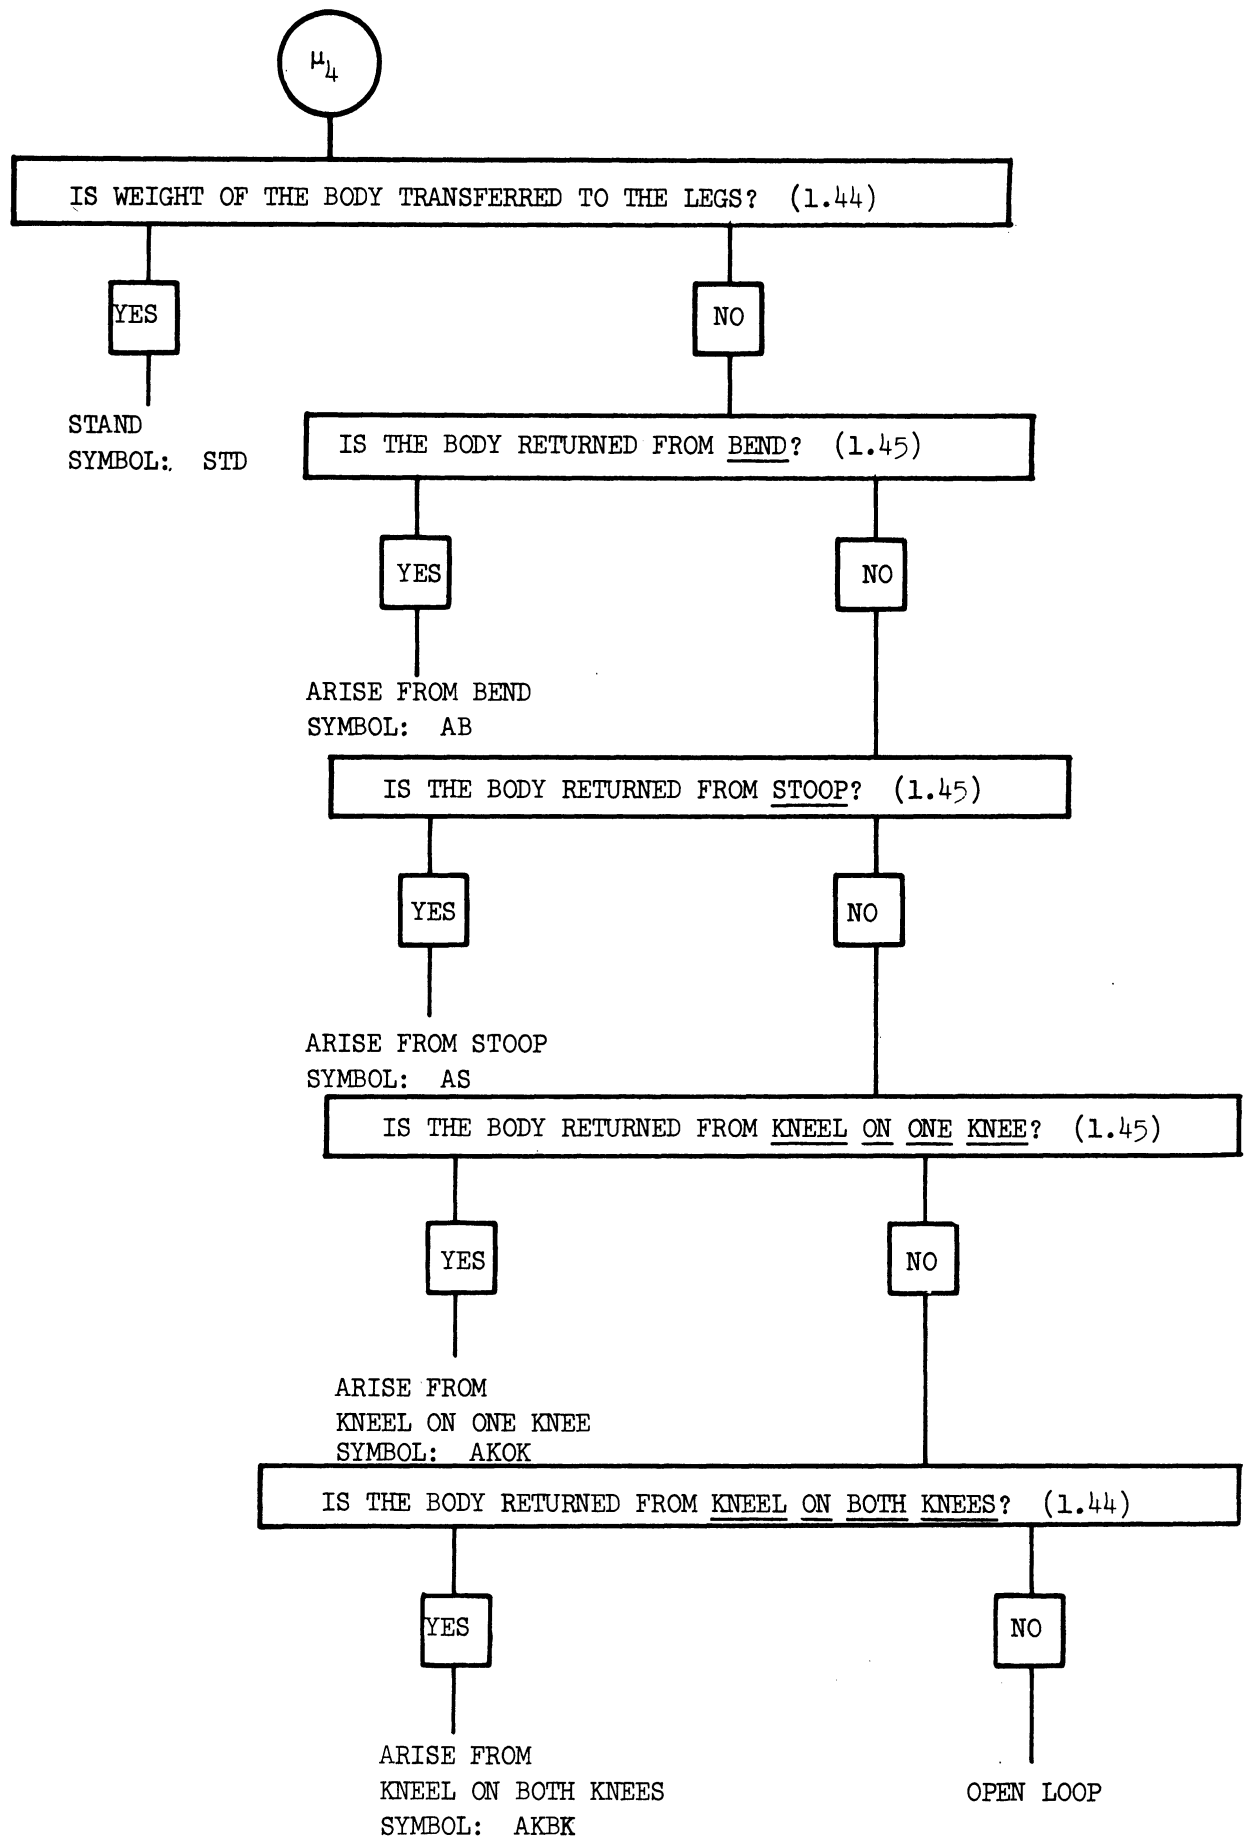 μ4
IS WEIGHT OF THE BODY TRANSFERRED TO THE LEGS? (1.44)
YES
NO
STAND
SYMBOL: STD
IS THE BODY RETURNED FROM BEND? (1.45)
YES
NO
ARISE FROM BEND
SYMBOL: AB
IS THE BODY RETURNED FROM STOOP? (1.45)
YES
NO
ARISE FROM STOOP
SYMBOL: AS
IS THE BODY RETURNED FROM KNEEL ON ONE KNEE? (1.45)
YES
NO
ARISE FROM
KNEEL ON ONE KNEE
SYMBOL: AKOK
IS THE BODY RETURNED FROM KNEEL ON BOTH KNEES? (1.44)
YES
NO
ARISE FROM
KNEEL ON BOTH KNEES
SYMBOL: AKBK
OPEN LOOP